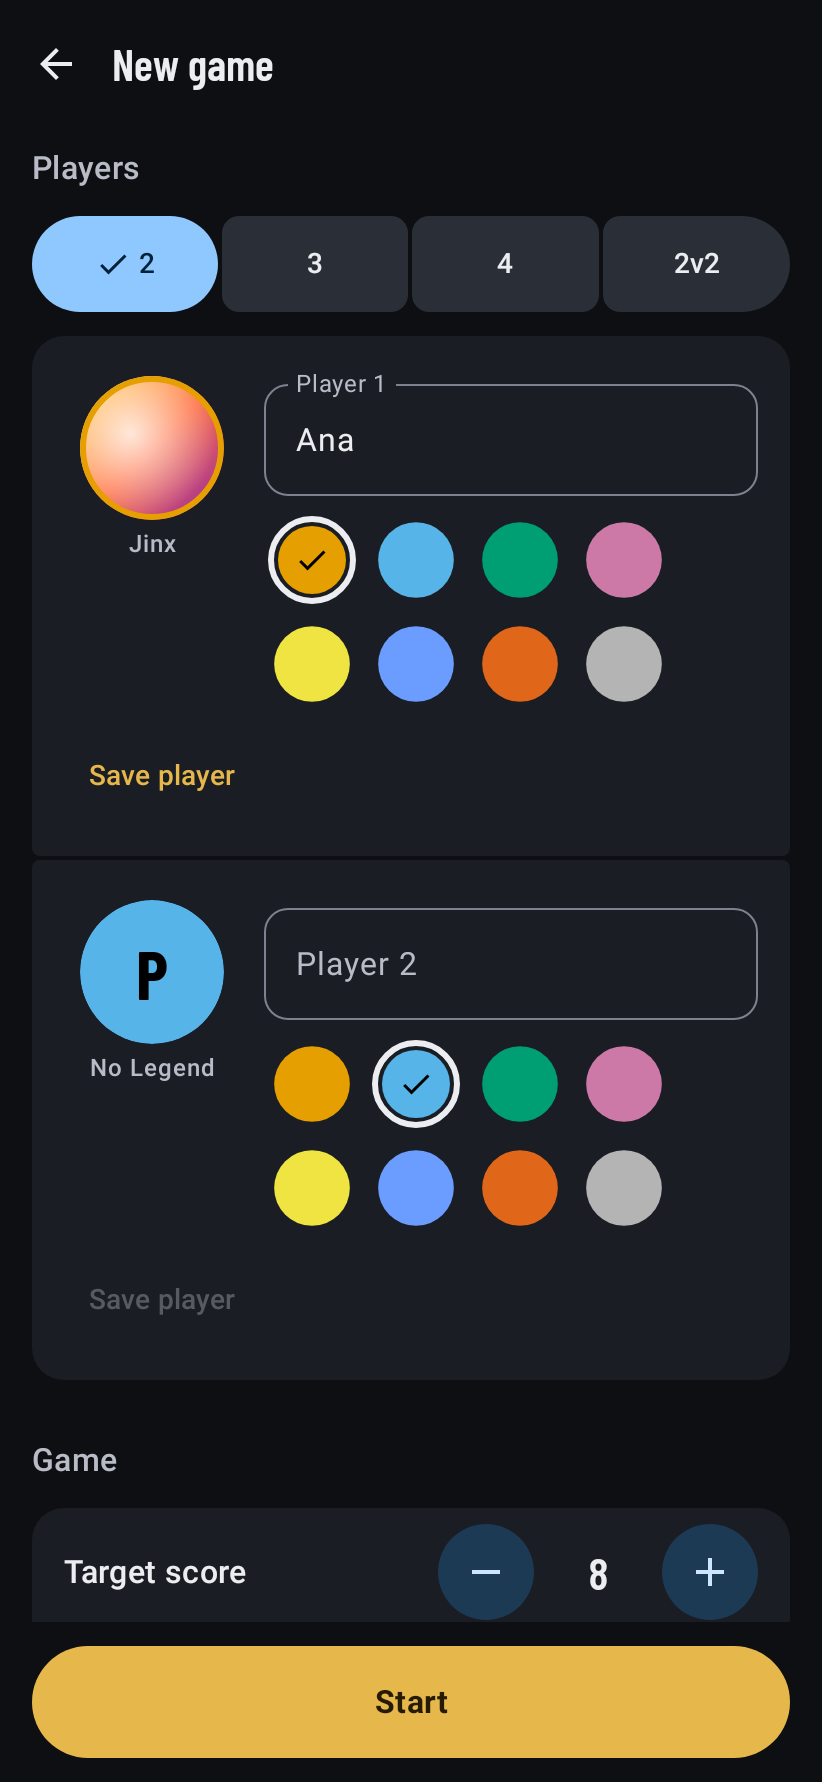 New game
Players
2
3
4
2v2
Player 1
Ana
Jinx
Save player
P
Player 2
No Legend
Save player
Game
Target score
8
Start